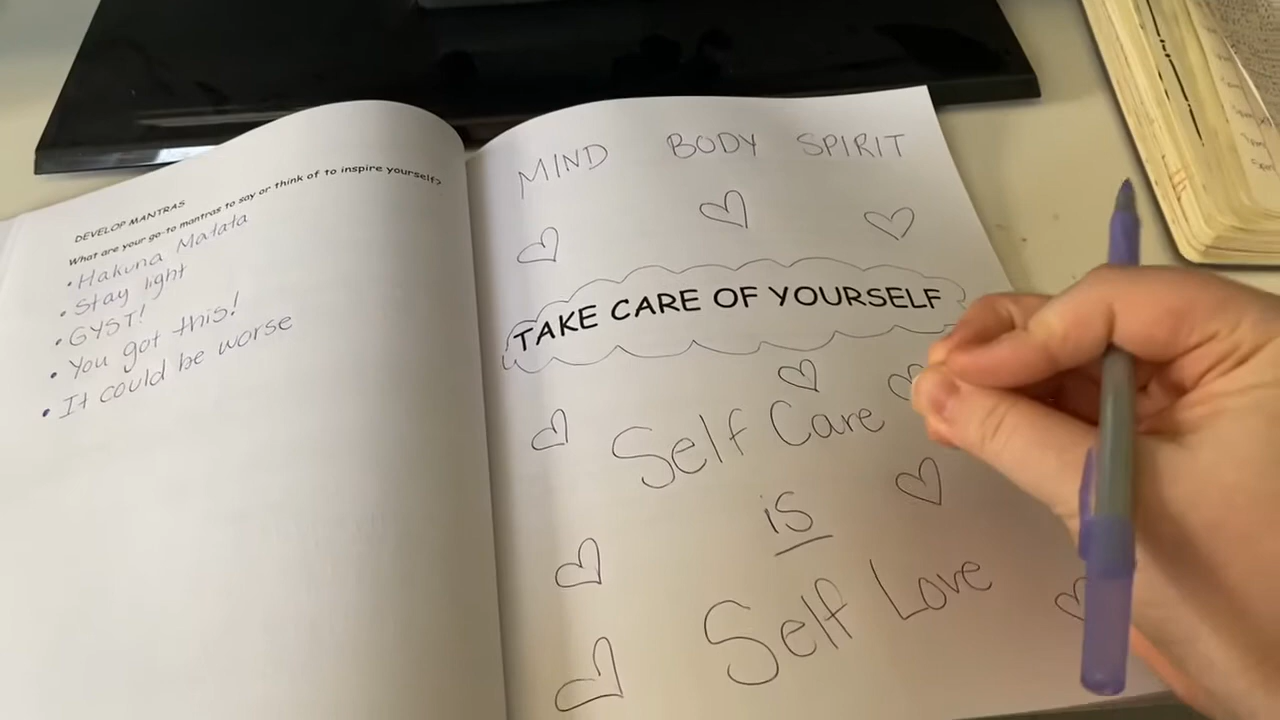 DEVELOP MANTRAS
What are your go-to mantras to say or think of to inspire yourself?
• Hakuna Matata
• Stay light
• GYST!
• You got this!
• It could be worse
MIND BODY SPIRIT
TAKE CARE OF YOURSELF
Self Care
is
Self Love